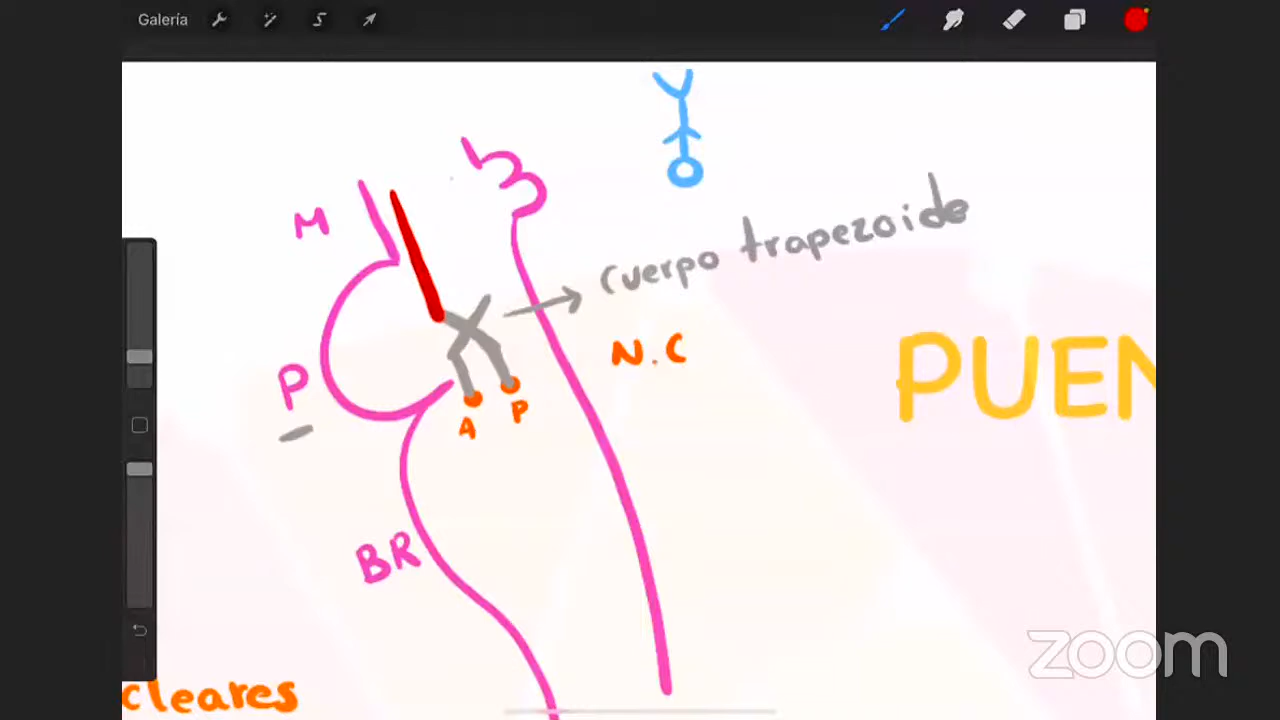 Galería
M
cuerpo trapezoide
N.C
PUEN
P
A
P
BR
zoom
cleares